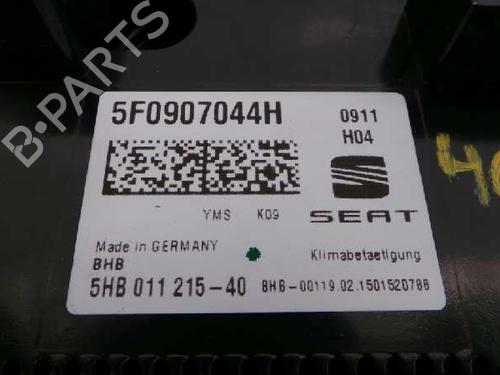 B-PARTS
5F0907044H 0911
H04
YMS K09 SEAT
Made in GERMANY Klimabetaetigung
BHB
5HB 011 215-40 BHB-00119.02.1501520786